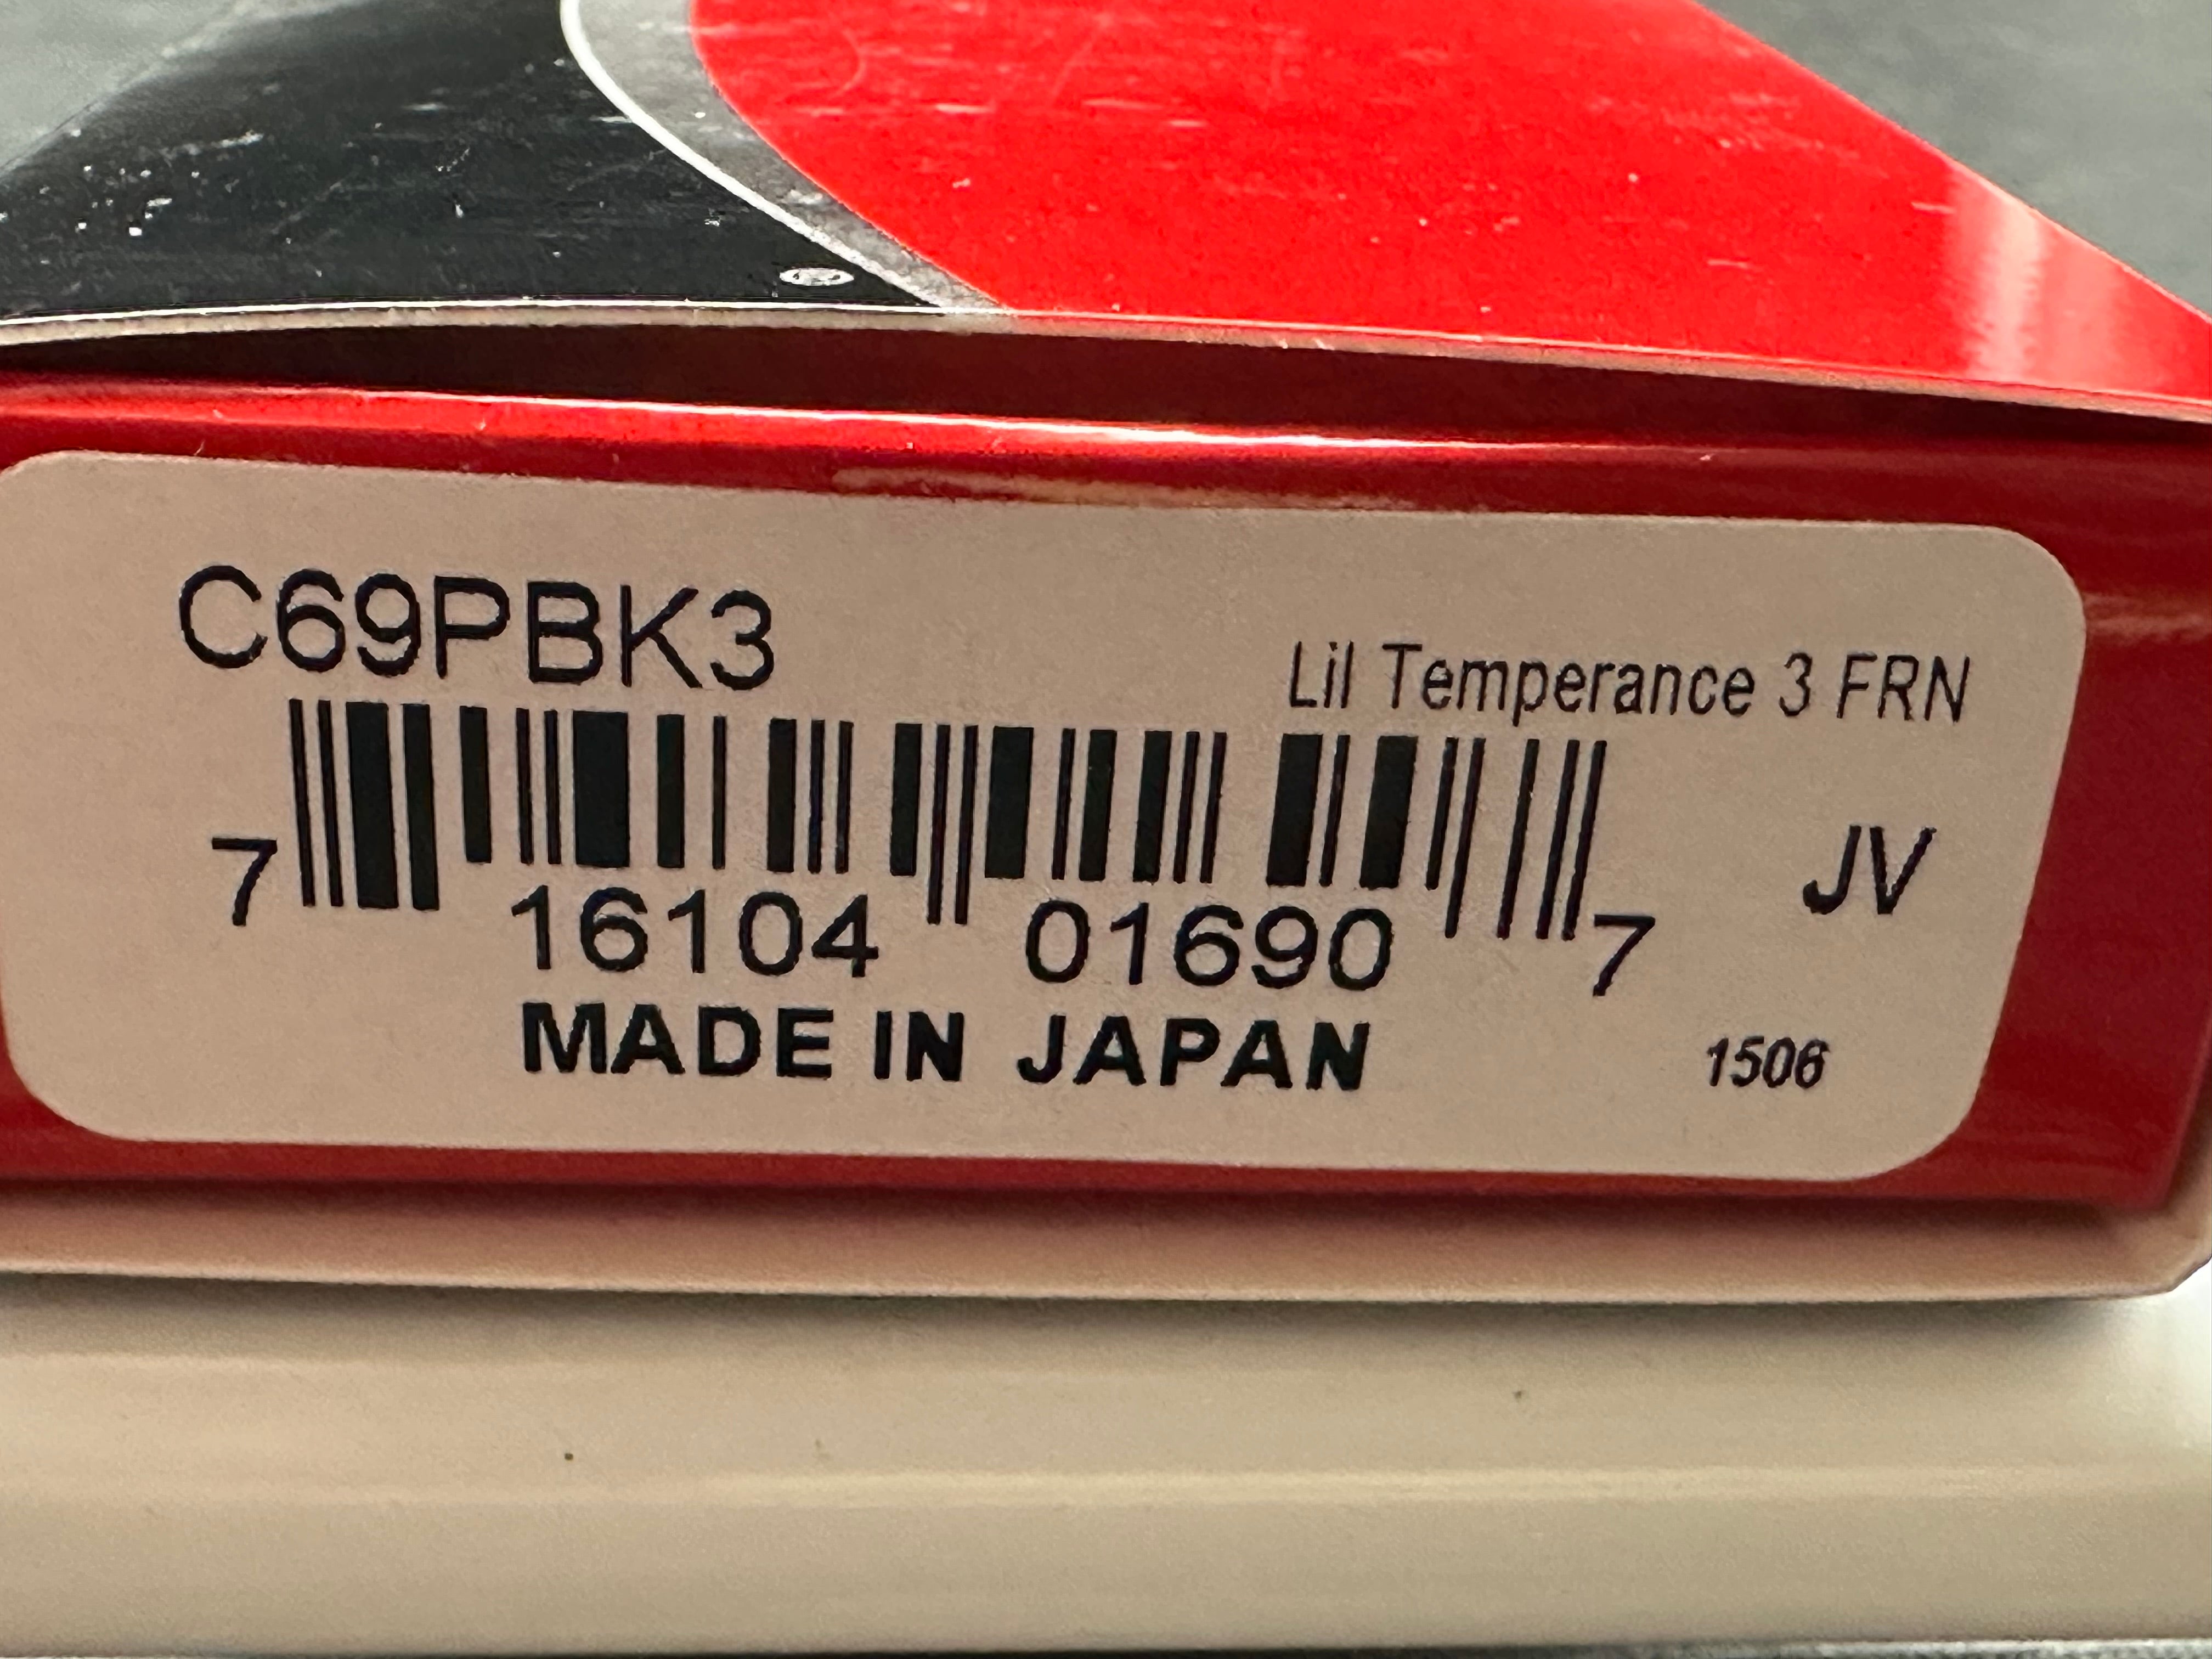 C69PBK3
Lil Temperance 3 FRN
7 16104 01690 7
JV
MADE IN JAPAN
1506